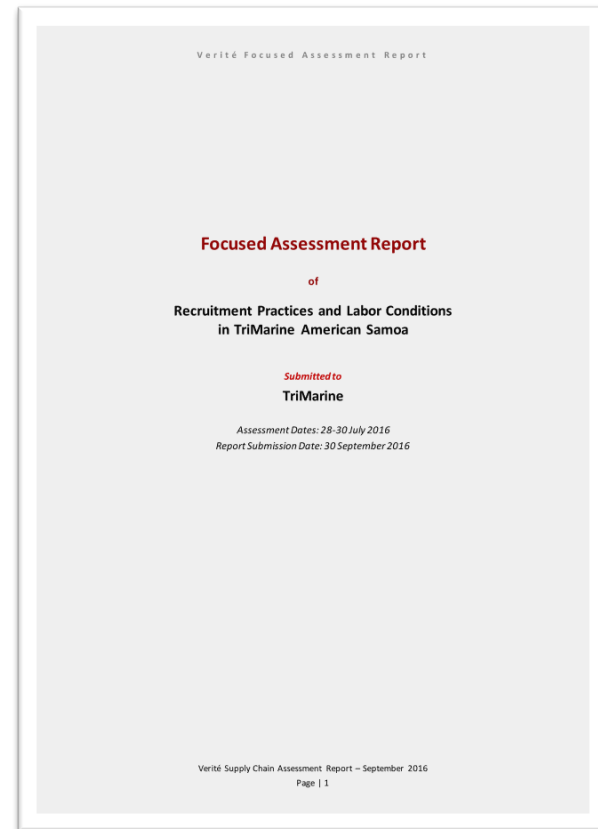 Verité Focused Assessment Report
Focused Assessment Report
of
Recruitment Practices and Labor Conditions
in TriMarine American Samoa
Submitted to
TriMarine
Assessment Dates: 28-30 July 2016
Report Submission Date: 30 September 2016
Verité Supply Chain Assessment Report – September 2016
Page | 1